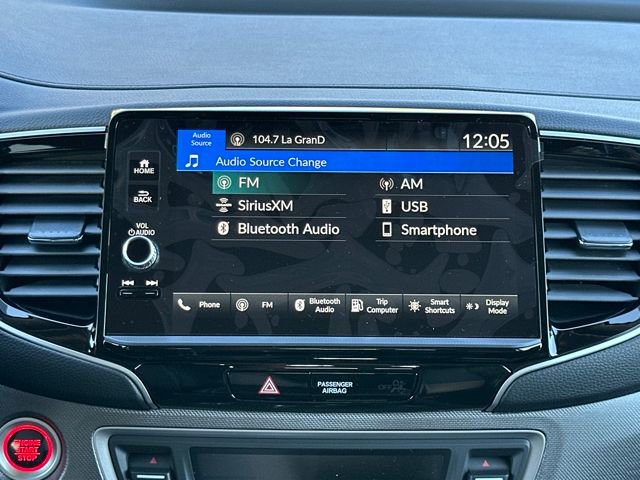 Audio Source
104.7 La GranD
12:05
Audio Source Change
FM
AM
SiriusXM
USB
Bluetooth Audio
Smartphone
HOME
BACK
VOL
AUDIO
Phone
FM
Bluetooth Audio
Trip Computer
Smart Shortcuts
Display Mode
PASSENGER
AIRBAG
OFF
ENGINE
START
STOP